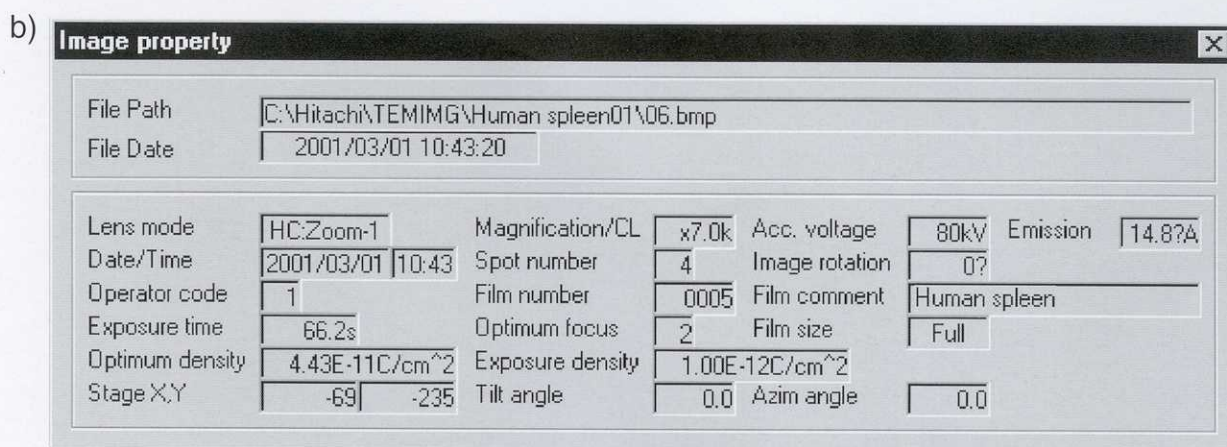 b)
Image property
File Path C:\Hitachi\TEMIMG\Human spleen01\06.bmp
File Date 2001/03/01 10:43:20
Lens mode HC:Zoom-1 Magnification/CL x7.0k Acc. voltage 80kV Emission 14.8?A
Date/Time 2001/03/01 10:43 Spot number 4 Image rotation 0?
Operator code 1 Film number 0005 Film comment Human spleen
Exposure time 66.2s Optimum focus 2 Film size Full
Optimum density 4.43E-11C/cm^2 Exposure density 1.00E-12C/cm^2
Stage X,Y -69 -235 Tilt angle 0.0 Azim angle 0.0